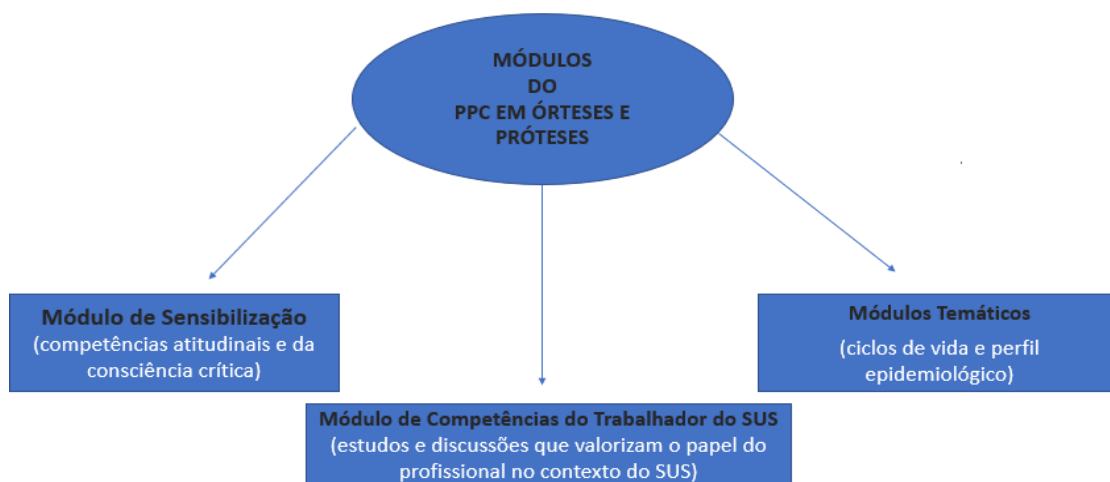 MÓDULOS
DO
PPC EM ÓRTESES E
PRÓTESES
Módulo de Sensibilização
(competências atitudinais e da
consciência crítica)
Módulo de Competências do Trabalhador do SUS
(estudos e discussões que valorizam o papel do
profissional no contexto do SUS)
Módulos Temáticos
(ciclos de vida e perfil
epidemiológico)